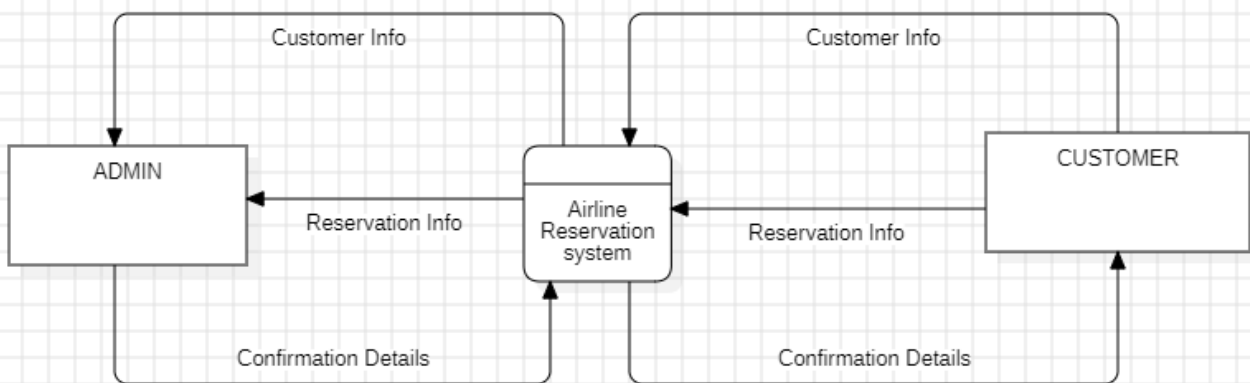 Customer Info
Customer Info
ADMIN
CUSTOMER
Airline
Reservation
system
Reservation Info
Reservation Info
Confirmation Details
Confirmation Details